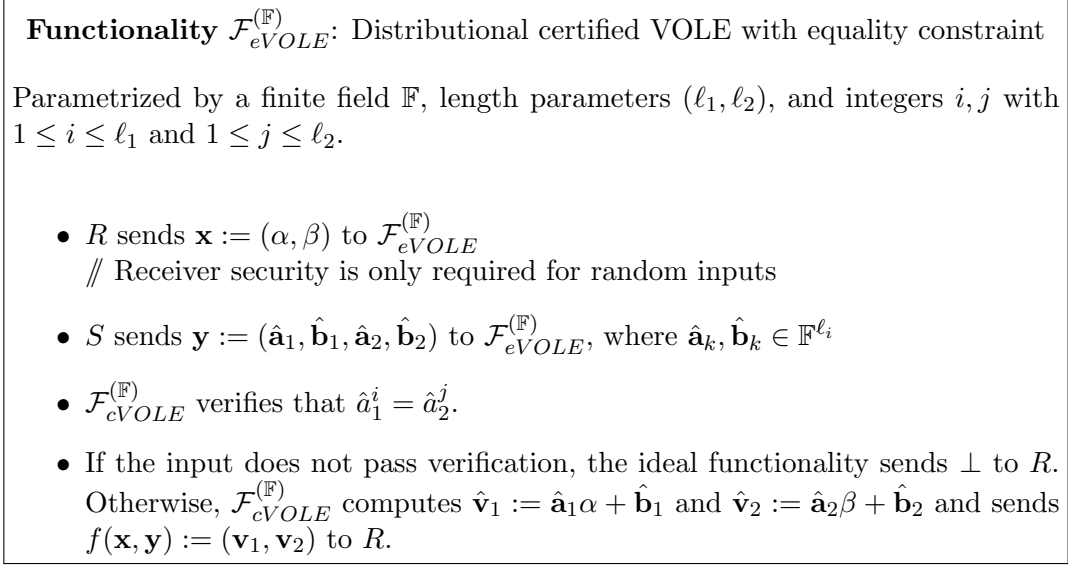 Functionality $\mathcal{F}_{eVOLE}^{(\mathbb{F})}$: Distributional certified VOLE with equality constraint
Parametrized by a finite field $\mathbb{F}$, length parameters $(\ell_1, \ell_2)$, and integers $i, j$ with
$1 \leq i \leq \ell_1$ and $1 \leq j \leq \ell_2$.
• $R$ sends $\mathbf{x} := (\alpha, \beta)$ to $\mathcal{F}_{eVOLE}^{(\mathbb{F})}$
// Receiver security is only required for random inputs
• $S$ sends $\mathbf{y} := (\hat{\mathbf{a}}_1, \hat{\mathbf{b}}_1, \hat{\mathbf{a}}_2, \hat{\mathbf{b}}_2)$ to $\mathcal{F}_{eVOLE}^{(\mathbb{F})}$, where $\hat{\mathbf{a}}_k, \hat{\mathbf{b}}_k \in \mathbb{F}^{\ell_i}$
• $\mathcal{F}_{cVOLE}^{(\mathbb{F})}$ verifies that $\hat{a}_1^i = \hat{a}_2^j$.
• If the input does not pass verification, the ideal functionality sends $\perp$ to $R$.
Otherwise, $\mathcal{F}_{cVOLE}^{(\mathbb{F})}$ computes $\hat{\mathbf{v}}_1 := \hat{\mathbf{a}}_1\alpha + \hat{\mathbf{b}}_1$ and $\hat{\mathbf{v}}_2 := \hat{\mathbf{a}}_2\beta + \hat{\mathbf{b}}_2$ and sends
$f(\mathbf{x}, \mathbf{y}) := (\mathbf{v}_1, \mathbf{v}_2)$ to $R$.